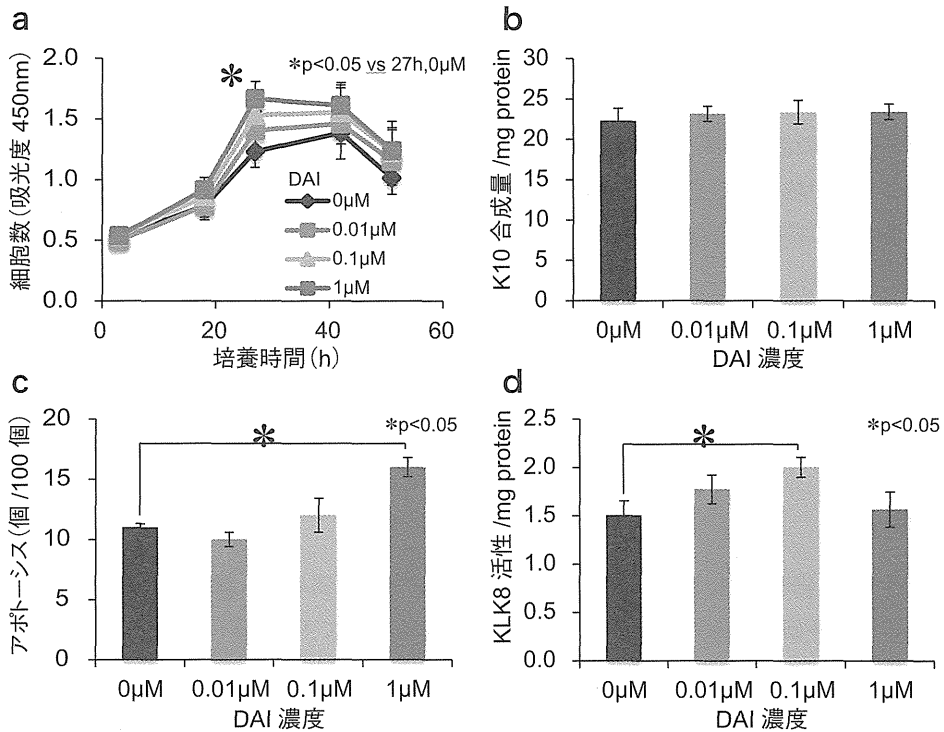 a
細胞数（吸光度 450nm）
2.0
1.5
1.0
0.5
0.0
0
20
40
60
培養時間（h）
*p<0.05 vs 27h,0μM
*
DAI
0μM
0.01μM
0.1μM
1μM
b
K10 合成量 /mg protein
30
25
20
15
10
5
0
0μM
0.01μM
0.1μM
1μM
DAI 濃度
c
アポトーシス（個 /100 個）
20
15
10
5
0
*
*p<0.05
0μM
0.01μM
0.1μM
1μM
DAI 濃度
d
KLK8 活性 /mg protein
2.5
2.0
1.5
1.0
0.5
0.0
*
*p<0.05
0μM
0.01μM
0.1μM
1μM
DAI 濃度